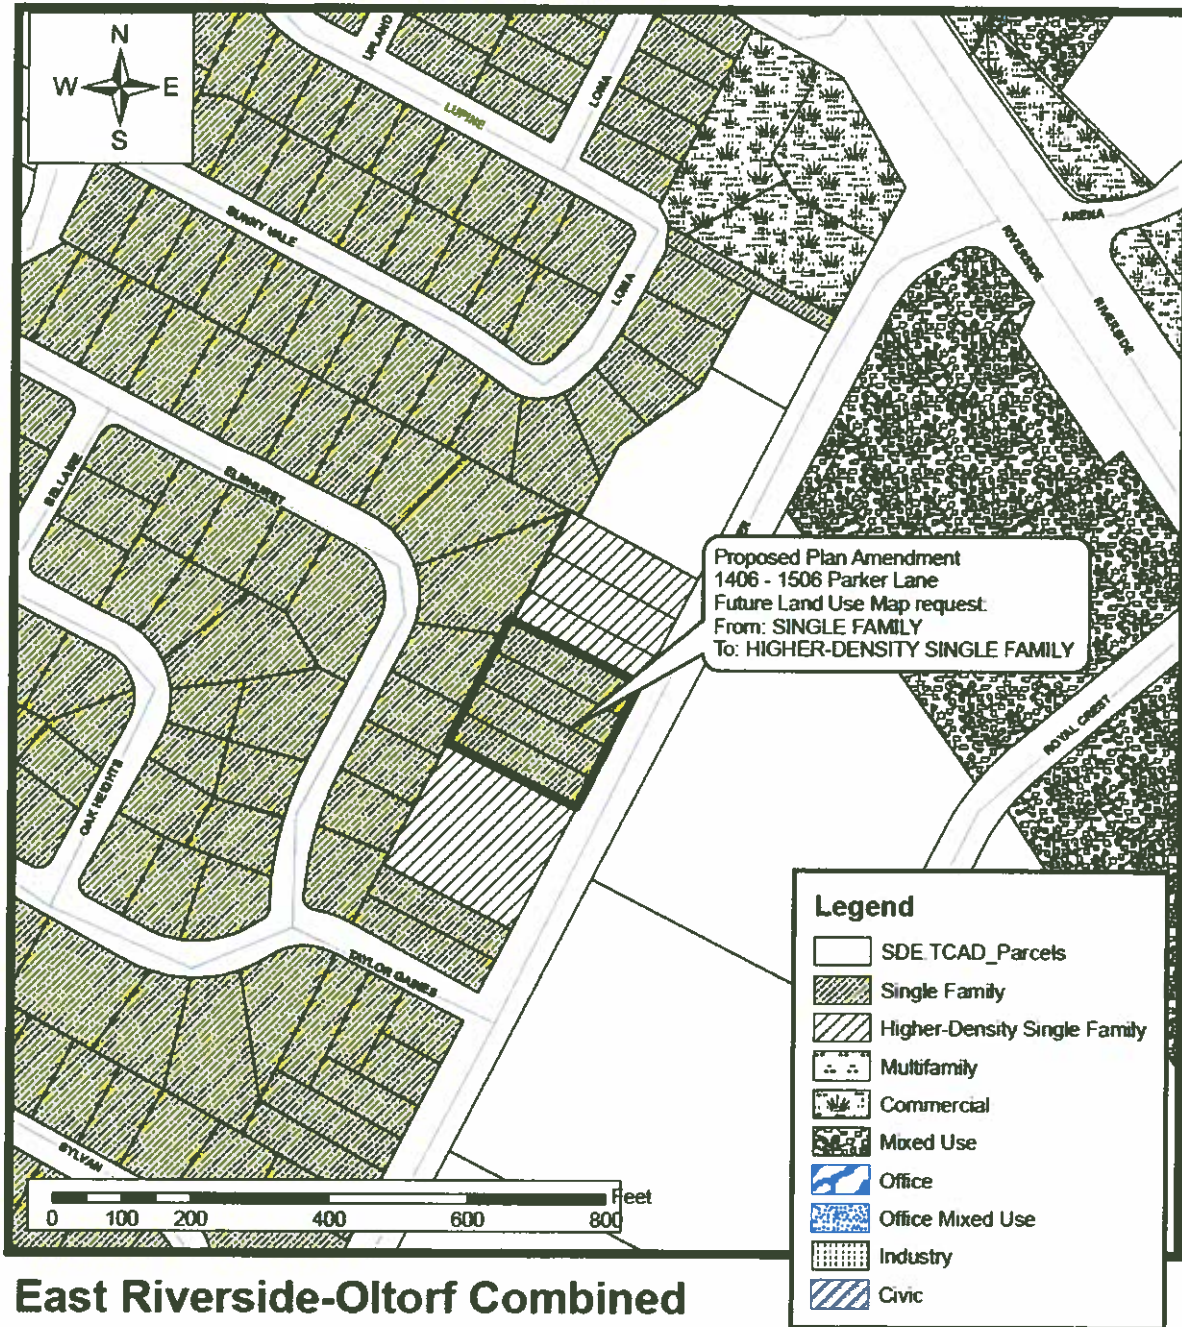 N
W E
S
UPLAND
LOMA
LUPINE
SUNNY VALE
LOMA
ARENA
RIVERSIDE
RIVERSIDE
ELMHURST
Proposed Plan Amendment
1406 - 1506 Parker Lane
Future Land Use Map request:
From: SINGLE FAMILY
To: HIGHER-DENSITY SINGLE FAMILY
ROYAL CREST
OAK HEIGHTS
TAYLOR GAINES
SYLVAN
Legend
SDE.TCAD_Parcels
Single Family
Higher-Density Single Family
Multifamily
Commercial
Mixed Use
Office
Office Mixed Use
Industry
Civic
Feet
0 100 200 400 600 800
East Riverside-Oltorf Combined